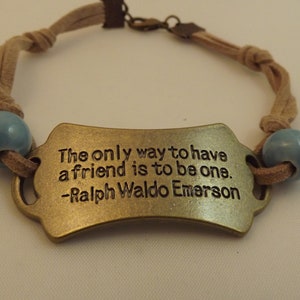 The only way to have
a friend is to be one.
-Ralph Waldo Emerson